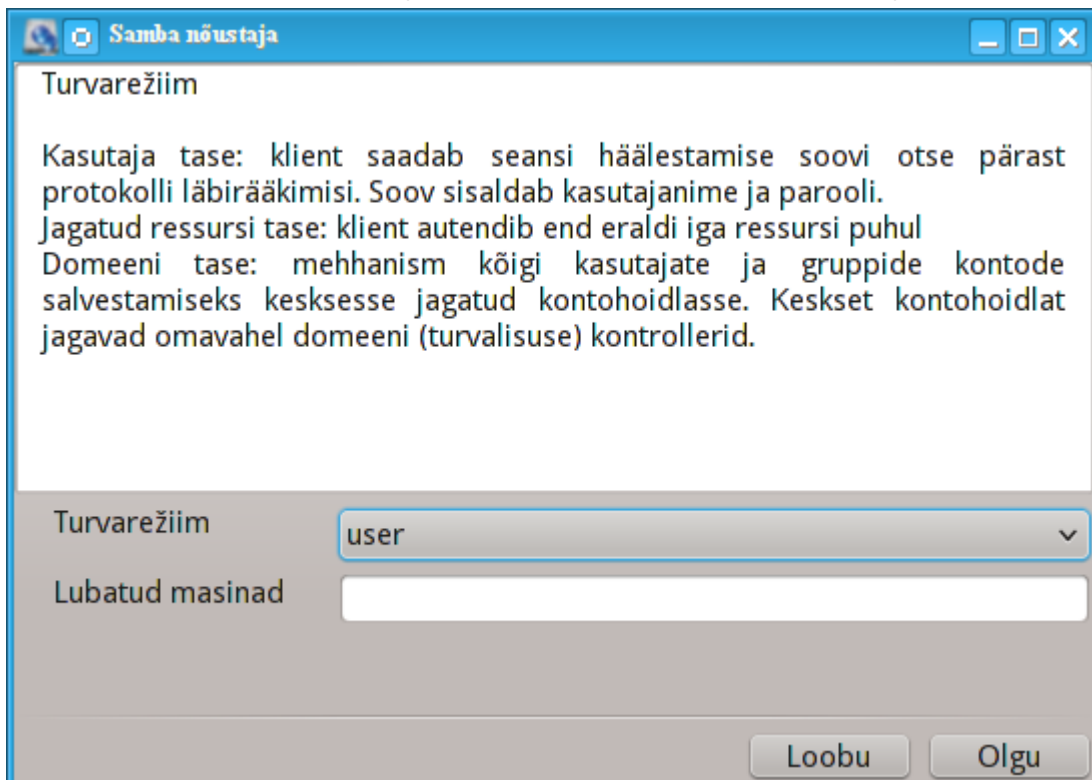 Samba nõustaja
Turvarežiim
Kasutaja tase: klient saadab seansi häälestamise soovi otse pärast
protokolli läbirääkimisi. Soov sisaldab kasutajanime ja parooli.
Jagatud ressursi tase: klient autendib end eraldi iga ressursi puhul
Domeeni tase: mehhanism kõigi kasutajate ja gruppide kontode
salvestamiseks kesksesse jagatud kontohoidlasse. Keskset kontohoidlat
jagavad omavahel domeeni (turvalisuse) kontrollerid.
Turvarežiim
user
Lubatud masinad
Loobu
Olgu